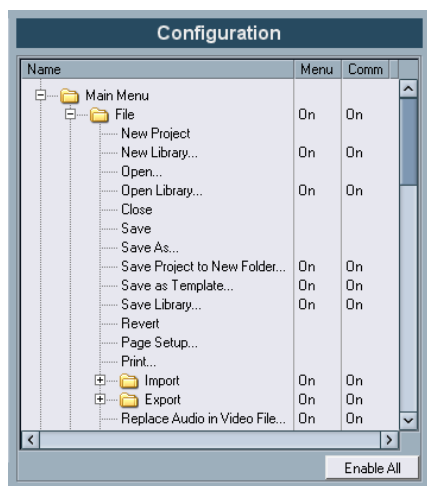 Configuration
Name Menu Comm
Main Menu
File On On
New Project
New Library... On On
Open...
Open Library... On On
Close
Save
Save As...
Save Project to New Folder... On On
Save as Template... On On
Save Library... On On
Revert
Page Setup...
Print...
Import On On
Export On On
Replace Audio in Video File... On On
Enable All